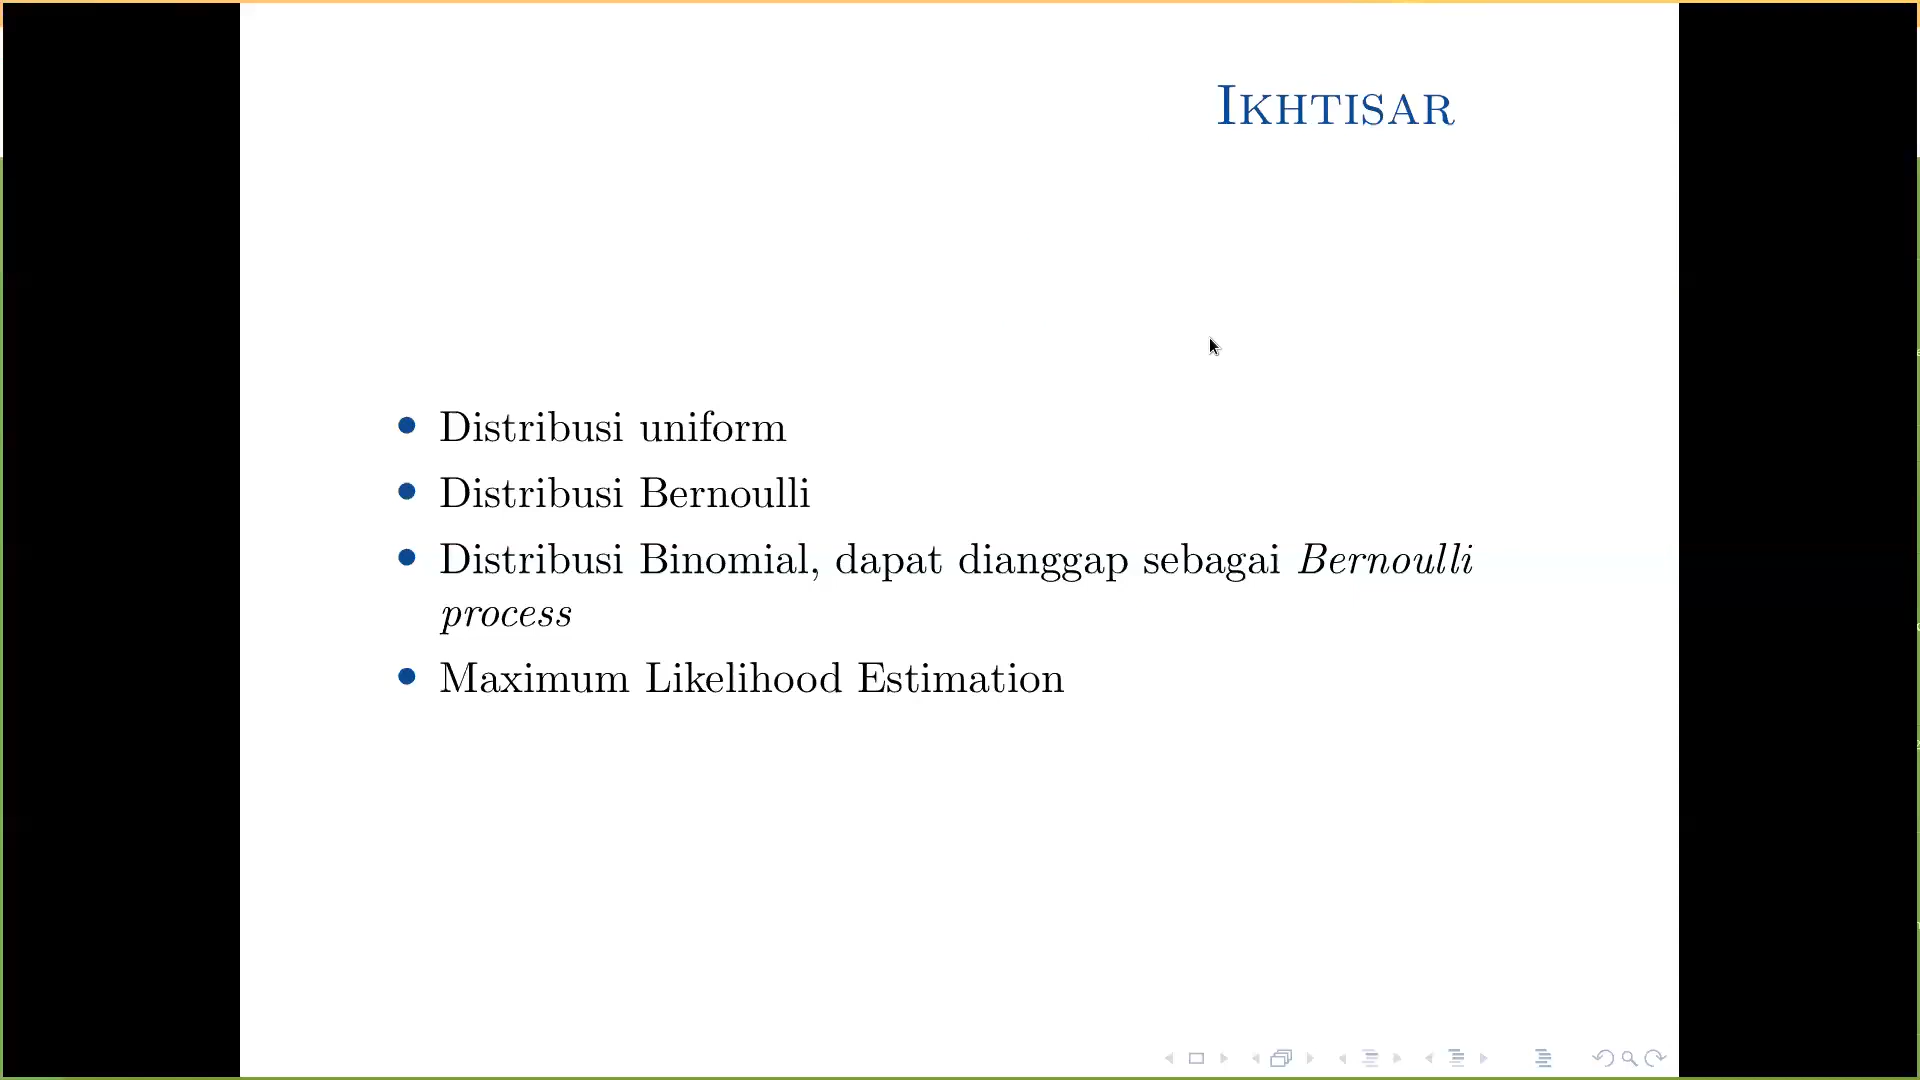 Ikhtisar
Distribusi uniform
Distribusi Bernoulli
Distribusi Binomial, dapat dianggap sebagai Bernoulli
process
Maximum Likelihood Estimation